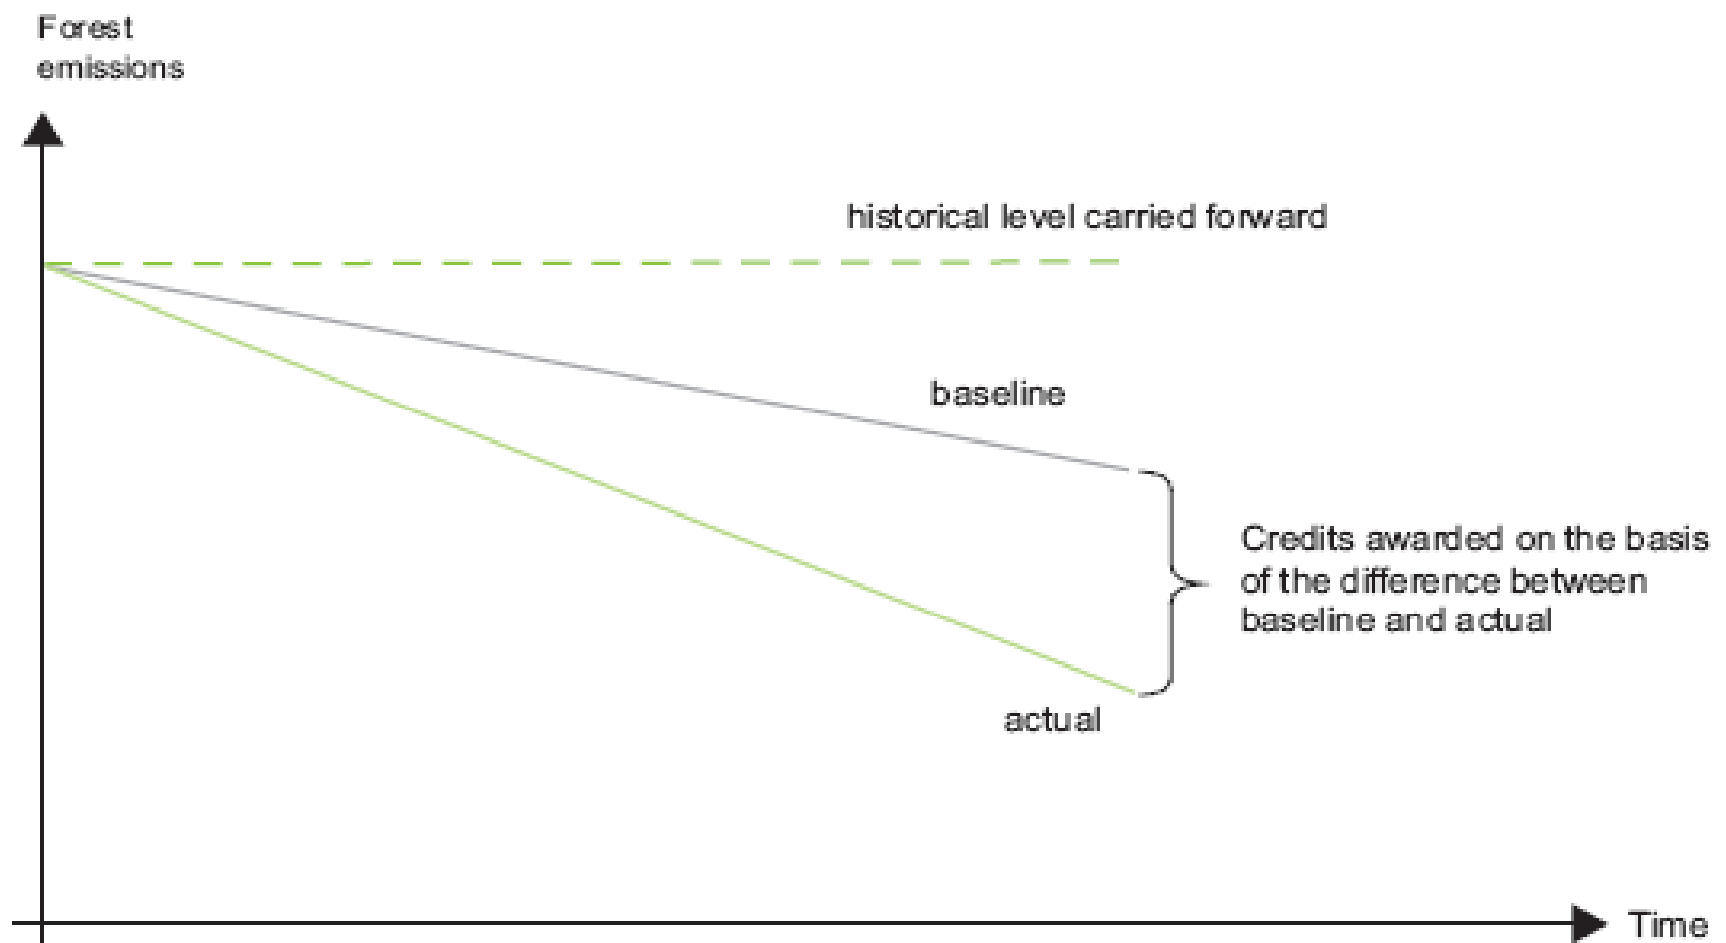 Forest
emissions
historical level carried forward
baseline
Credits awarded on the basis
of the difference between
baseline and actual
actual
Time